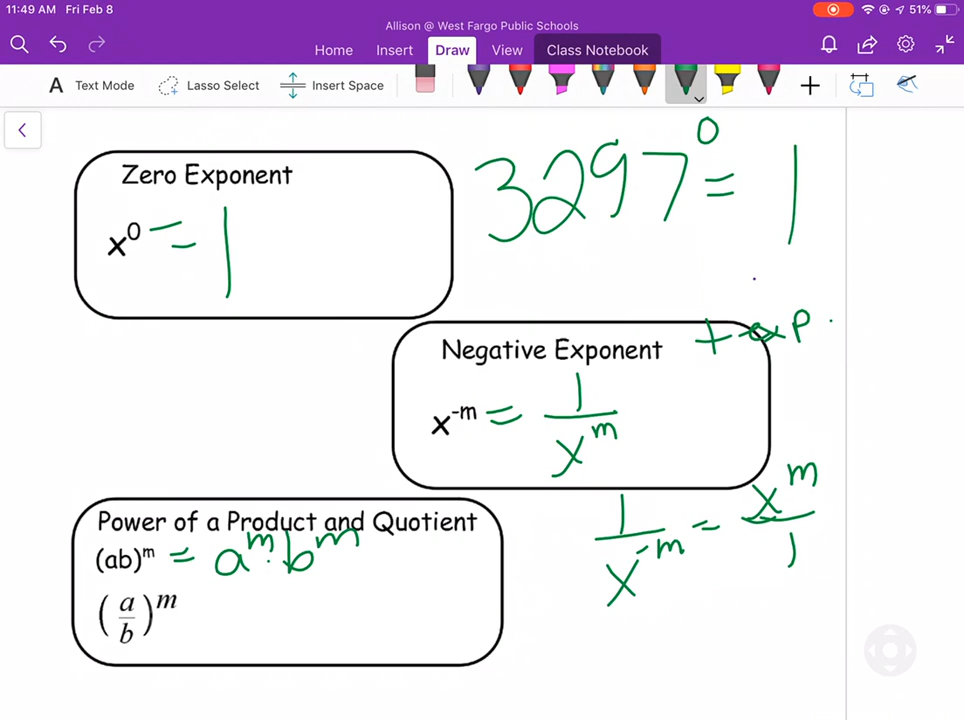 11:49 AM Fri Feb 8
51%
Allison @ West Fargo Public Schools
Home Insert Draw View Class Notebook
A Text Mode Lasso Select Insert Space
Zero Exponent
x⁰ = 1
3297⁰ = 1
+ exp.
Negative Exponent
x⁻ᵐ = 1/xᵐ
1/x⁻ᵐ = xᵐ/1
Power of a Product and Quotient
(ab)ᵐ = aᵐ · bᵐ
(a/b)ᵐ